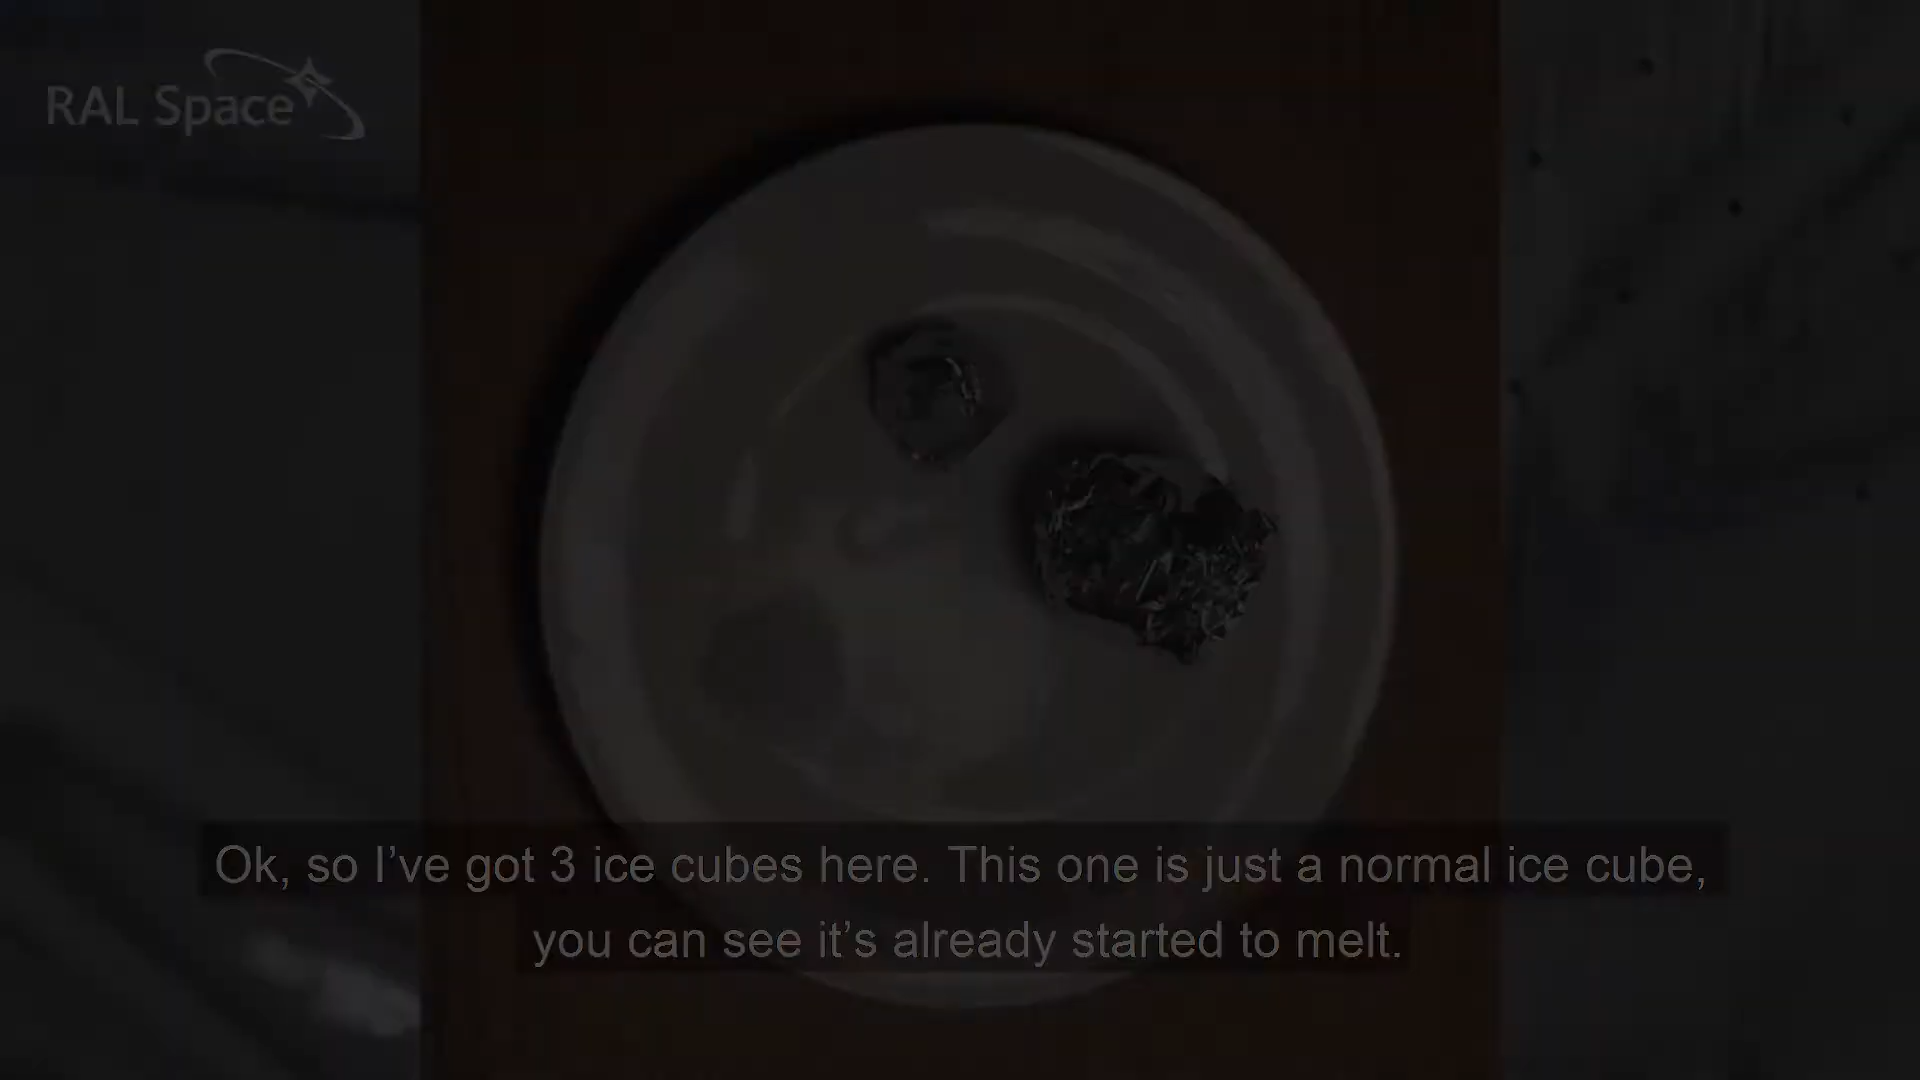 RAL Space
Ok, so I’ve got 3 ice cubes here. This one is just a normal ice cube,
you can see it’s already started to melt.